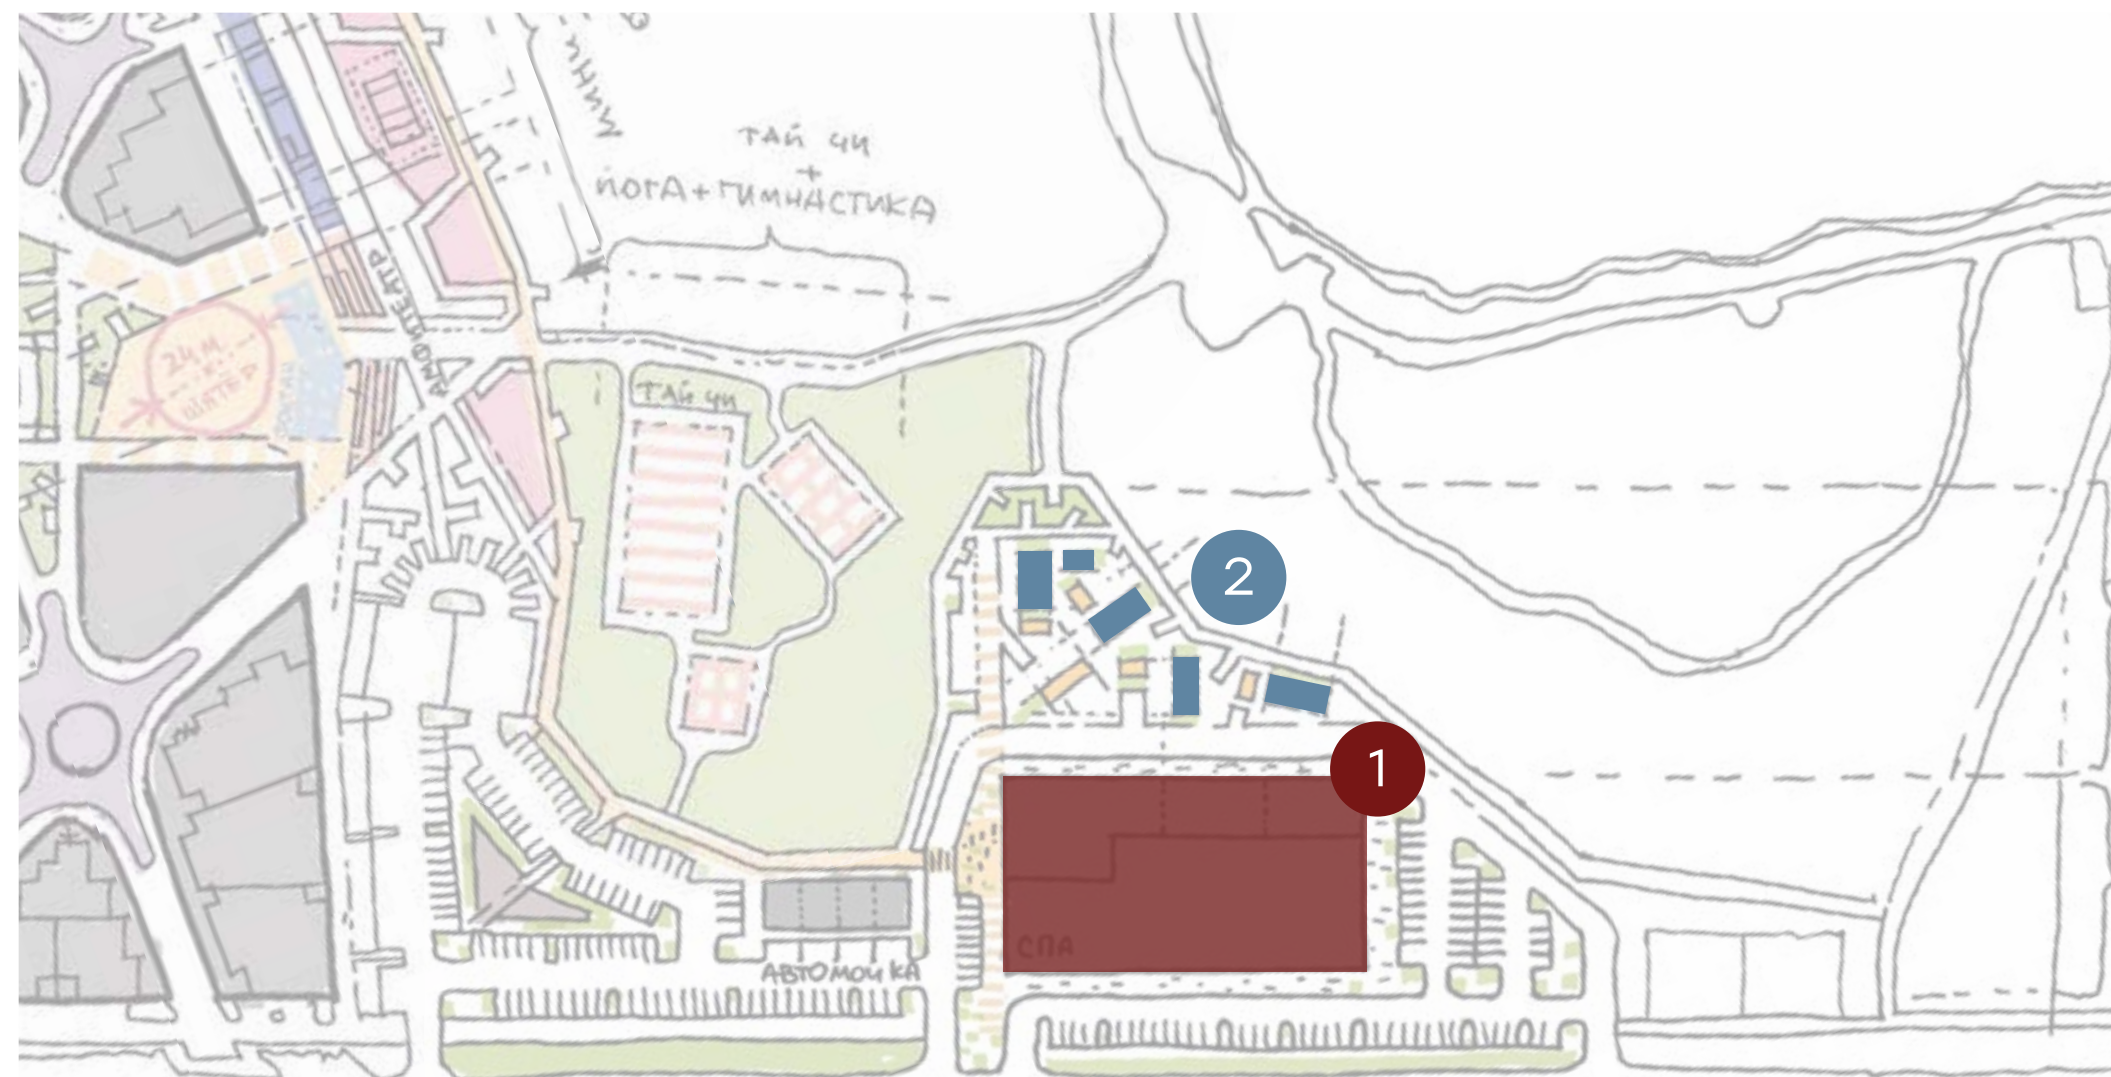 ТАЙ ЧИ
+
ЙОГА+ГИМНАСТИКА
АМФИТЕАТР
24 М.
ШАТЕР
ТАЙ ЧИ
2
1
СПА
АВТОМОЙКА